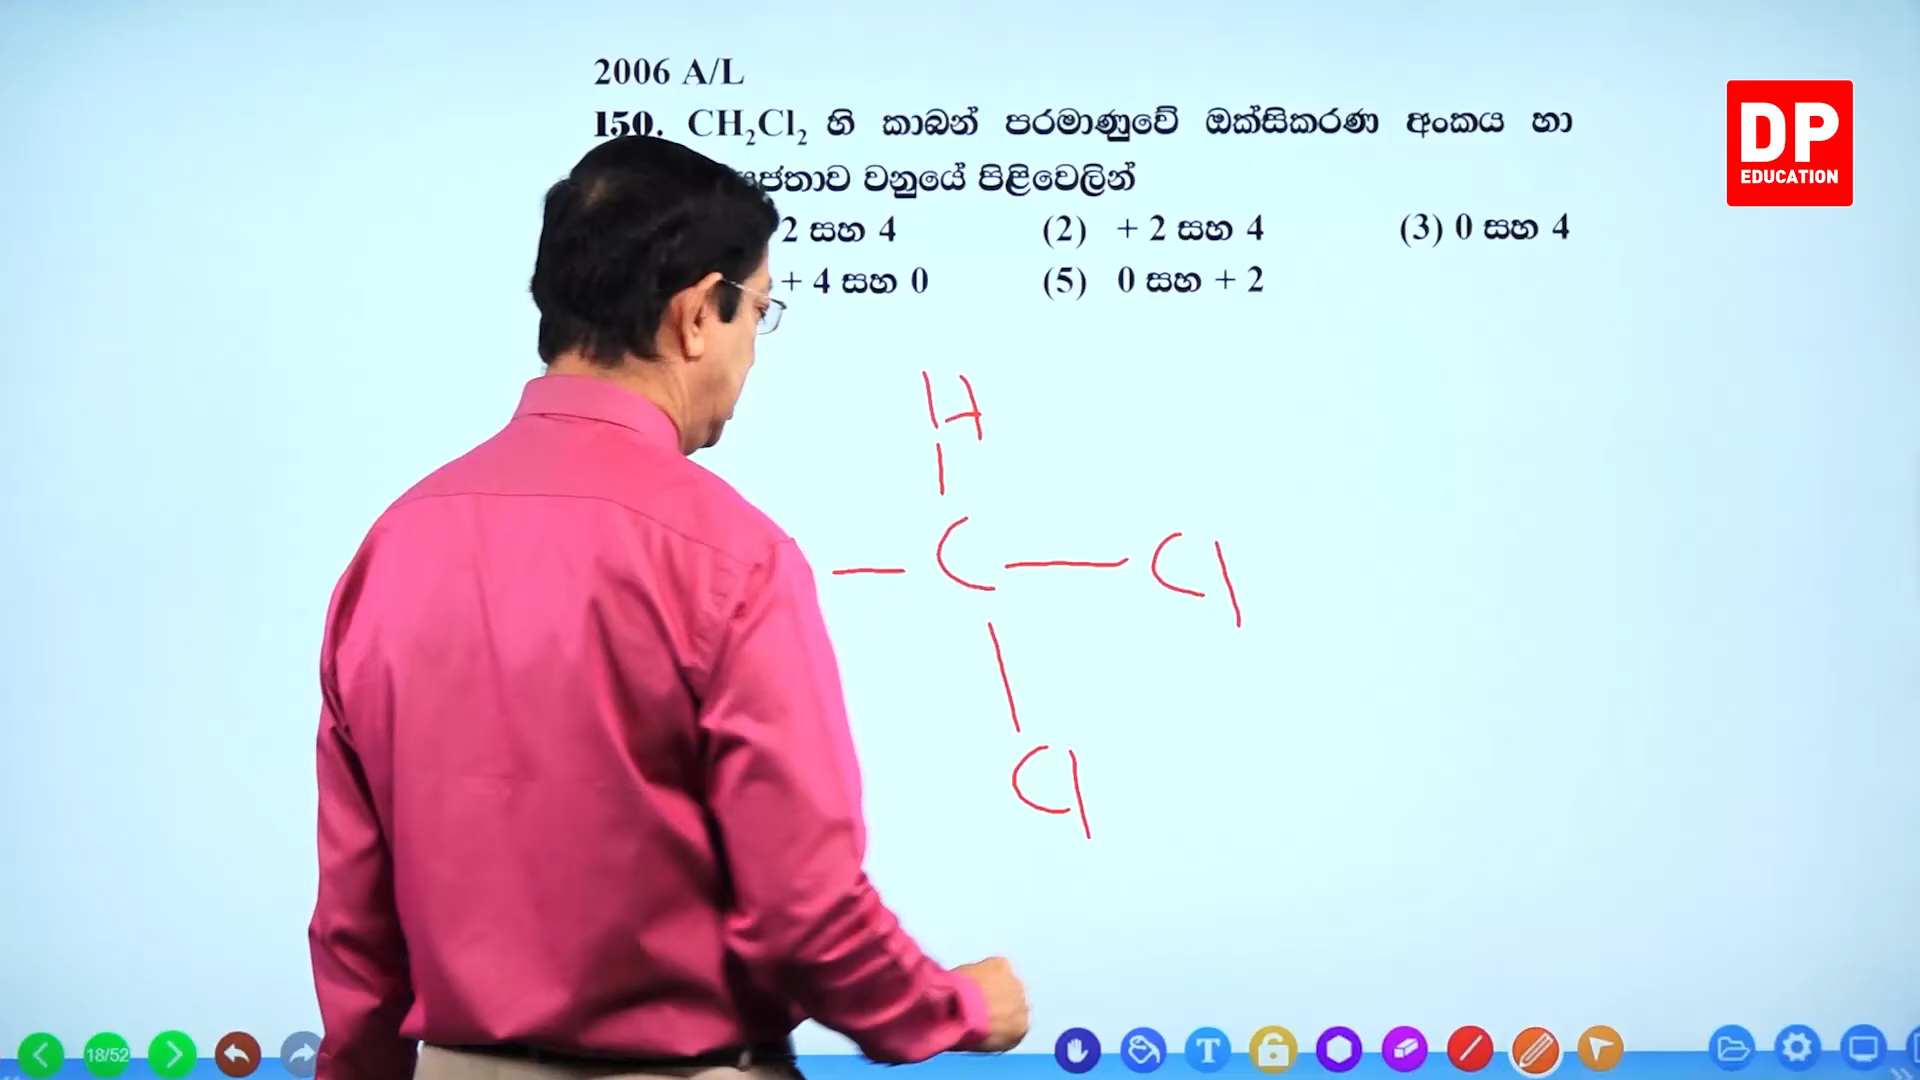 2006 A/L
150. CH₂Cl₂ හි කාබන් පරමාණුවේ ඔක්සිකරණ අංකය හා
වනුයේ පිළිවෙලින්
2 සහ 4 (2) + 2 සහ 4 (3) 0 සහ 4
+ 4 සහ 0 (5) 0 සහ + 2
DP
EDUCATION
H
C Cl
Cl
18/52
T